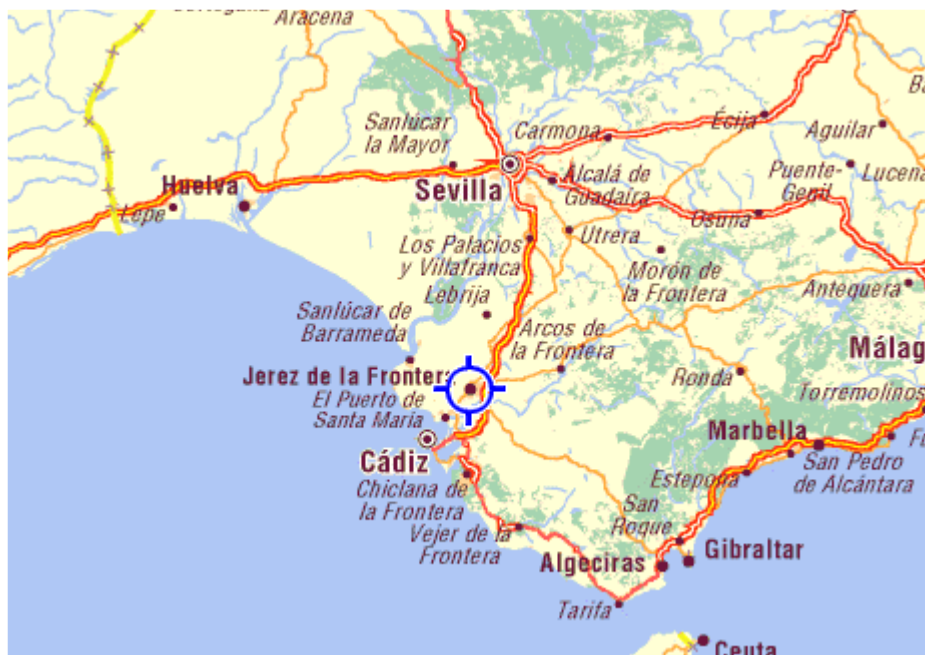 Aracena
Sanlúcar
la Mayor
Carmona
Écija
Aguilar
Huelva
Lepe
Sevilla
Alcalá de
Guadaíra
Puente-
Genil
Lucena
Osuna
Los Palacios
y Villafranca
Utrera
Lebrija
Morón de
la Frontera
Antequera
Sanlúcar de
Barrameda
Arcos de
la Frontera
Málag
Jerez de la Frontera
Ronda
El Puerto de
Santa María
Torremolinos
Cádiz
Marbella
Estepona
San Pedro
de Alcántara
Chiclana de
la Frontera
San
Roque
Vejer de la
Frontera
Algeciras
Gibraltar
Tarifa
Ceuta